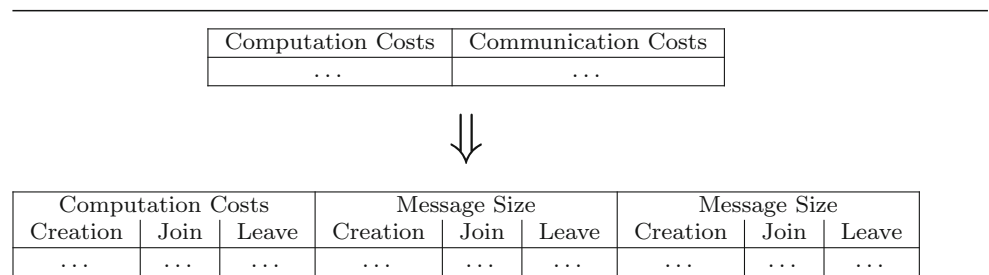 Computation Costs Communication Costs
... ...
⇓
Computation Costs Message Size Message Size
Creation Join Leave Creation Join Leave Creation Join Leave
... ... ... ... ... ... ... ... ...